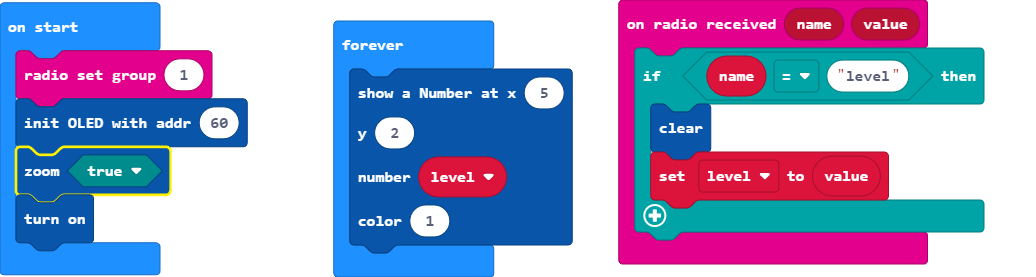 on start
radio set group 1
init OLED with addr 60
zoom true
turn on
forever
show a Number at x 5
y 2
number level
color 1
on radio received name value
if name = "level" then
clear
set level to value